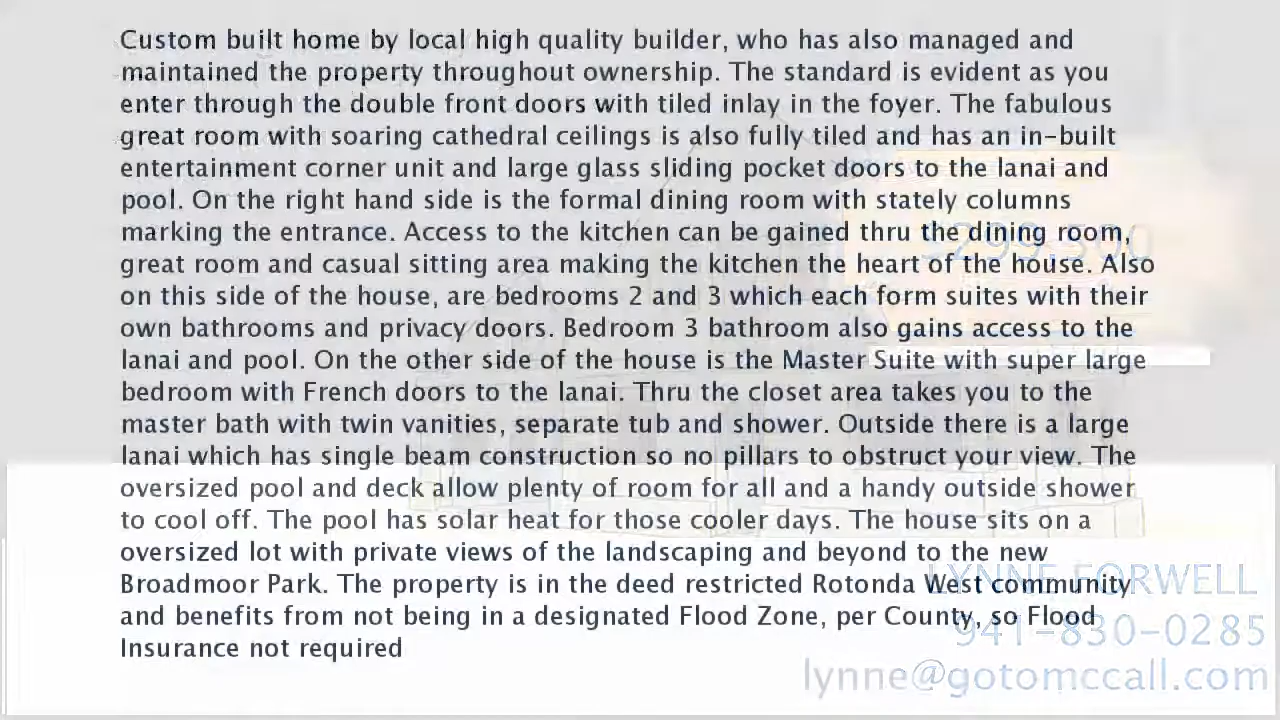 Custom built home by local high quality builder, who has also managed and
maintained the property throughout ownership. The standard is evident as you
enter through the double front doors with tiled inlay in the foyer. The fabulous
great room with soaring cathedral ceilings is also fully tiled and has an in-built
entertainment corner unit and large glass sliding pocket doors to the lanai and
pool. On the right hand side is the formal dining room with stately columns
marking the entrance. Access to the kitchen can be gained thru the dining room,
great room and casual sitting area making the kitchen the heart of the house. Also
on this side of the house, are bedrooms 2 and 3 which each form suites with their
own bathrooms and privacy doors. Bedroom 3 bathroom also gains access to the
lanai and pool. On the other side of the house is the Master Suite with super large
bedroom with French doors to the lanai. Thru the closet area takes you to the
master bath with twin vanities, separate tub and shower. Outside there is a large
lanai which has single beam construction so no pillars to obstruct your view. The
oversized pool and deck allow plenty of room for all and a handy outside shower
to cool off. The pool has solar heat for those cooler days. The house sits on a
oversized lot with private views of the landscaping and beyond to the new
Broadmoor Park. The property is in the deed restricted Rotonda West community
and benefits from not being in a designated Flood Zone, per County, so Flood
Insurance not required
LYNNE FORWELL
941-830-0285
lynne@gotomccall.com